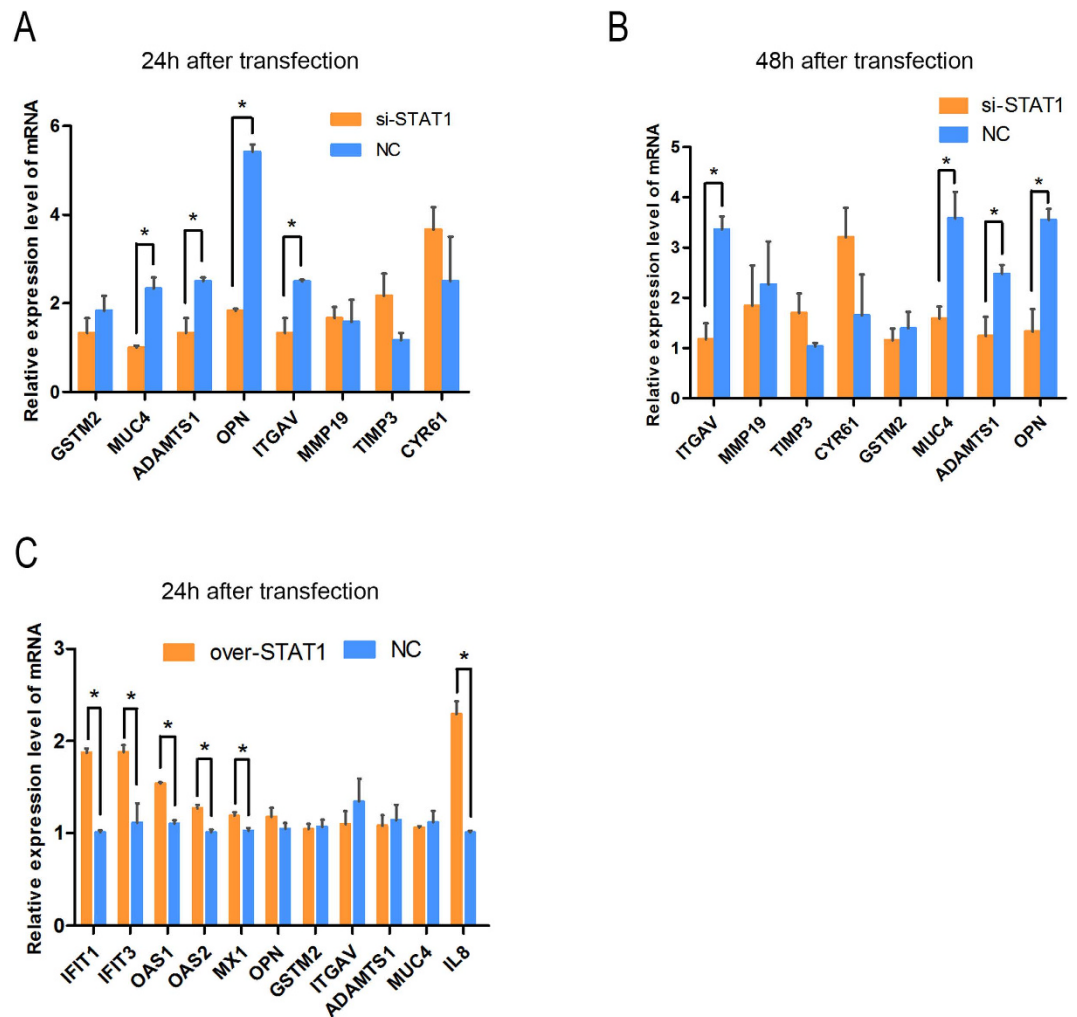 A
24h after transfection
si-STAT1
NC
Relative expression level of mRNA
6
4
2
0
*
*
*
*
GSTM2
MUC4
ADAMTS1
OPN
ITGAV
MMP19
TIMP3
CYR61
B
48h after transfection
si-STAT1
NC
Relative expression level of mRNA
5
4
3
2
1
0
*
*
*
*
ITGAV
MMP19
TIMP3
CYR61
GSTM2
MUC4
ADAMTS1
OPN
C
24h after transfection
over-STAT1 NC
Relative expression level of mRNA
3
2
1
0
*
*
*
*
*
*
IFIT1
IFIT3
OAS1
OAS2
MX1
OPN
GSTM2
ITGAV
ADAMTS1
MUC4
IL8